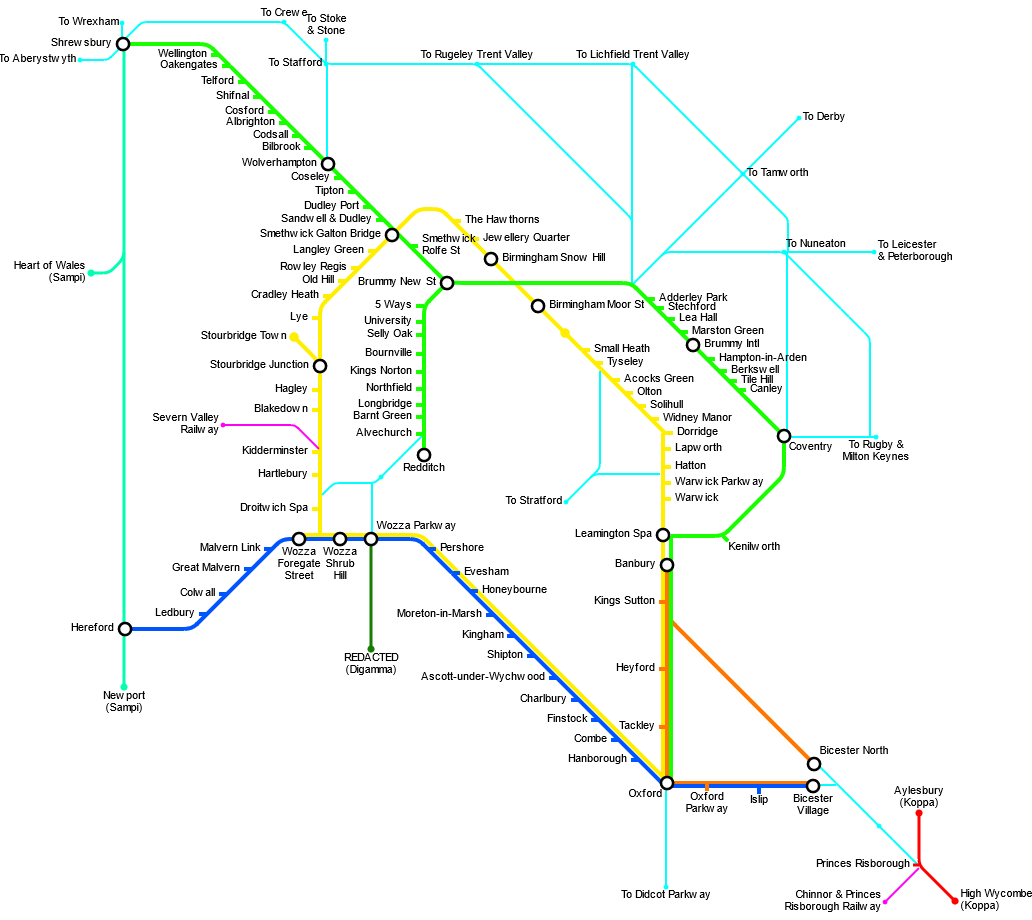 To Crewe
To Wrexham
To Stoke
& Stone
Shrewsbury
To Aberystwyth
Wellington
Oakengates
To Stafford
To Rugeley Trent Valley
To Lichfield Trent Valley
Telford
Shifnal
Cosford
Albrighton
Codsall
Bilbrook
To Derby
Wolverhampton
Coseley
Tipton
To Tamworth
Dudley Port
Sandwell & Dudley
Smethwick Galton Bridge
The Hawthorns
Langley Green
Smethwick
Rolfe St
Jewellery Quarter
Birmingham Snow Hill
To Nuneaton
To Leicester
& Peterborough
Heart of Wales
(Sampi)
Rowley Regis
Old Hill
Cradley Heath
Brummy New St
Lye
5 Ways
University
Selly Oak
Birmingham Moor St
Adderley Park
Stechford
Lea Hall
Marston Green
Brummy Intl
Hampton-in-Arden
Berkswell
Tile Hill
Canley
Stourbridge Town
Stourbridge Junction
Bournville
Kings Norton
Northfield
Longbridge
Barnt Green
Alvechurch
Redditch
Small Heath
Tyseley
Acocks Green
Olton
Solihull
Widney Manor
Dorridge
Lapworth
Hatton
Warwick Parkway
Warwick
Hagley
Blakedown
Severn Valley
Railway
Kidderminster
Hartlebury
Droitwich Spa
Coventry
To Rugby &
Milton Keynes
To Stratford
Leamington Spa
Kenilworth
Banbury
Malvern Link
Great Malvern
Colwall
Ledbury
Hereford
Wozza
Foregate
Street
Wozza
Shrub
Hill
Wozza Parkway
Pershore
Evesham
Honeybourne
Moreton-in-Marsh
Kingham
Shipton
Ascott-under-Wychwood
Charlbury
Finstock
Combe
Hanborough
Kings Sutton
Heyford
Tackley
REDACTED
(Digamma)
Newport
(Sampi)
Bicester North
Oxford
Oxford
Parkway
Islip
Bicester
Village
Aylesbury
(Koppa)
Princes Risborough
To Didcot Parkway
Chinnor & Princes
Risborough Railway
High Wycombe
(Koppa)